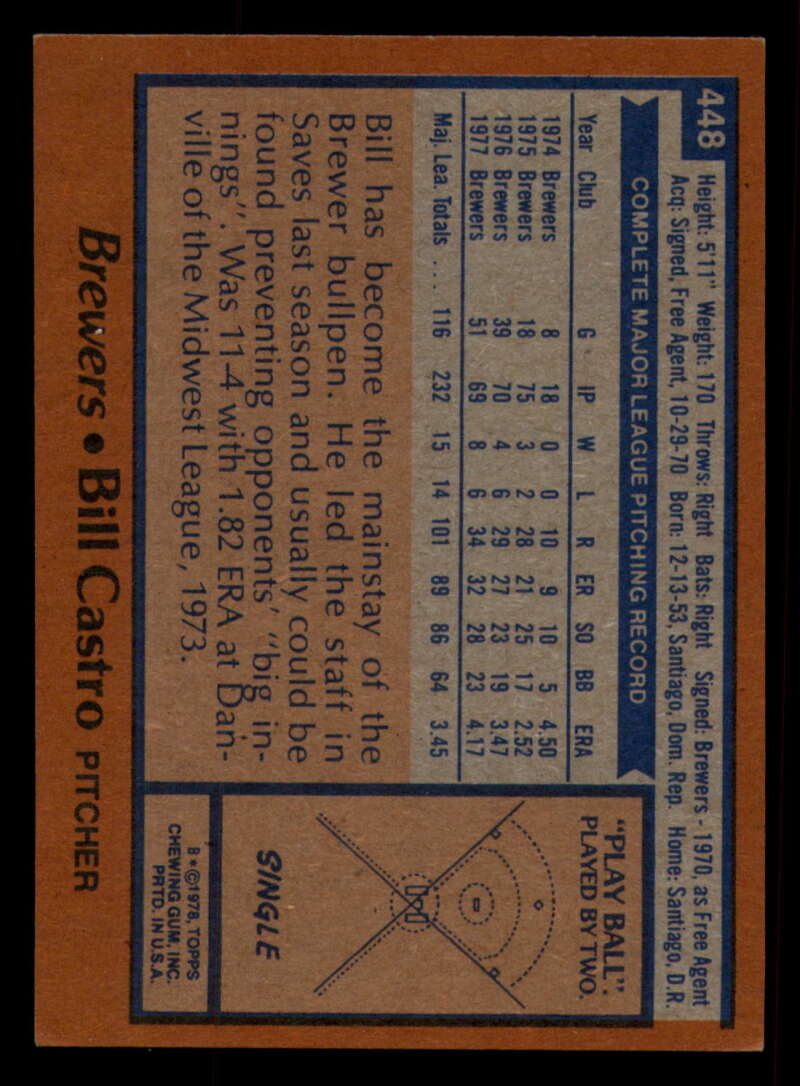 448
Height: 5'11" Weight: 170 Throws: Right Bats: Right Signed: Brewers - 1970, as Free Agent
Acq: Signed, Free Agent, 10-29-70 Born: 12-13-53, Santiago, Dom. Rep. Home: Santiago, D.R.
COMPLETE MAJOR LEAGUE PITCHING RECORD
Year Club G IP W L R ER SO BB ERA
1974 Brewers 8 18 0 0 10 9 10 5 4.50
1975 Brewers 18 75 3 2 28 21 25 17 2.52
1976 Brewers 39 70 4 6 29 27 23 19 3.47
1977 Brewers 51 69 8 6 34 32 28 23 4.17
Maj. Lea. Totals .... 116 232 15 14 101 89 86 64 3.45
Bill has become the mainstay of the
Brewer bullpen. He led the staff in
Saves last season and usually could be
found preventing opponents' "big in-
nings". Was 11-4 with 1.82 ERA at Dan-
ville of the Midwest League, 1973.
"PLAY BALL":
PLAYED BY TWO.
SINGLE
B*©1978, TOPPS
CHEWING GUM, INC.
PRTD. IN U.S.A.
Brewers • Bill Castro PITCHER